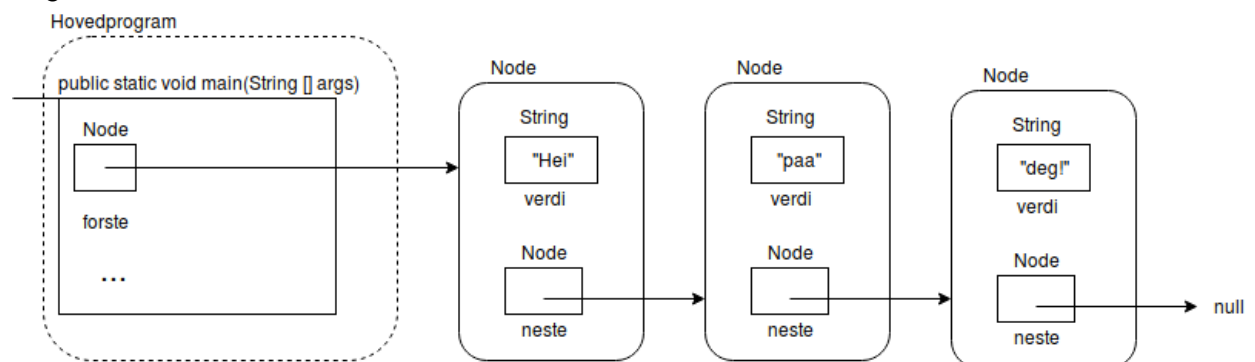 Hovedprogram
public static void main(String [] args)
Node
forste
...
Node
String
"Hei"
verdi
Node
neste
Node
String
"paa"
verdi
Node
neste
Node
String
"deg!"
verdi
Node
neste
null